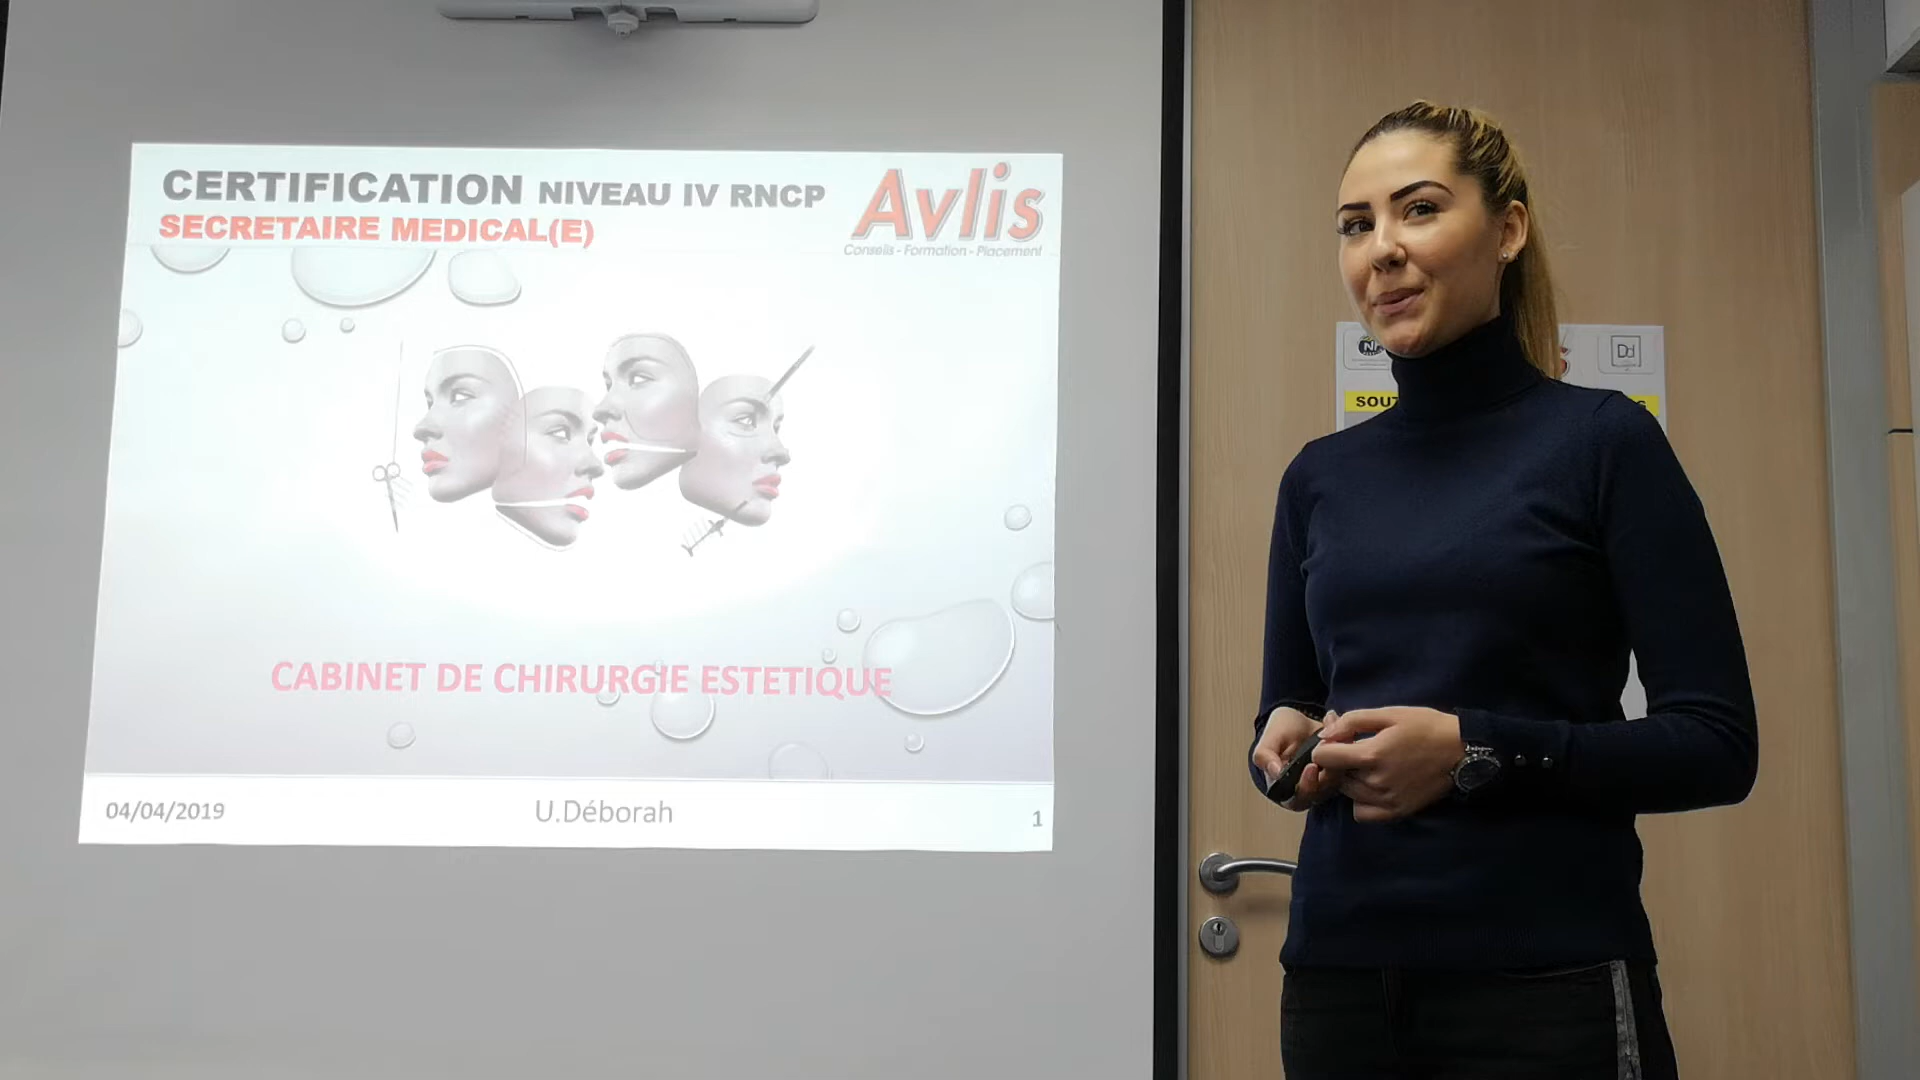 CERTIFICATION NIVEAU IV RNCP
SECRETAIRE MEDICAL(E)
Avlis
Conseils - Formation - Placement
CABINET DE CHIRURGIE ESTETIQUE
04/04/2019
U.Déborah
1
Dd